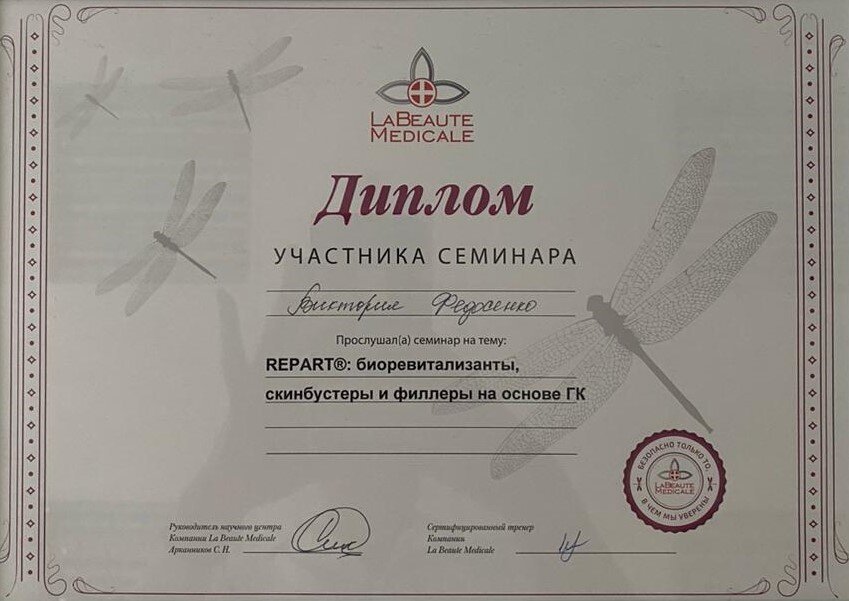 LABEAUTE
MEDICALE
Диплом
УЧАСТНИКА СЕМИНАРА
Виктория Федосенко
Прослушал(а) семинар на тему:
REPART®: биоревитализанты,
скинбустеры и филлеры на основе ГК
БЕЗОПАСНО ТОЛЬКО ТО,
LABEAUTE
MEDICALE
В ЧЕМ МЫ УВЕРЕНЫ
Руководитель научного центра
Компании La Beaute Medicale
Арканников С. Н.
Сертифицированный тренер
Компании
La Beaute Medicale